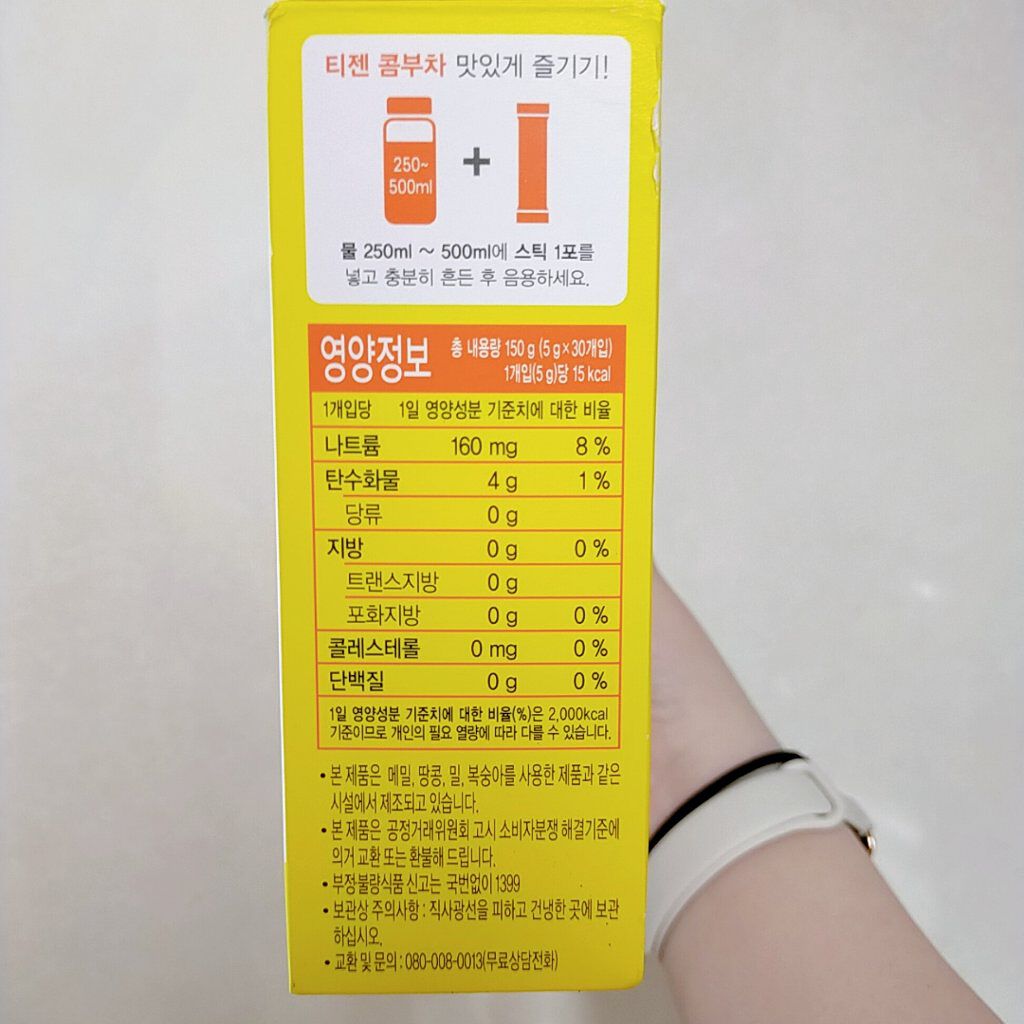 티젠 콤부차 맛있게 즐기기!
250~
500ml
+
물 250ml ~ 500ml에 스틱 1포를
넣고 충분히 흔든 후 음용하세요.
영양정보 총 내용량 150 g (5 g×30개입)
1개입(5 g)당 15 kcal
1개입당 1일 영양성분 기준치에 대한 비율
나트륨 160 mg 8 %
탄수화물 4 g 1 %
당류 0 g
지방 0 g 0 %
트랜스지방 0 g
포화지방 0 g 0 %
콜레스테롤 0 mg 0 %
단백질 0 g 0 %
1일 영양성분 기준치에 대한 비율(%)은 2,000kcal
기준이므로 개인의 필요 열량에 따라 다를 수 있습니다.
• 본 제품은 메밀, 땅콩, 밀, 복숭아를 사용한 제품과 같은
시설에서 제조되고 있습니다.
• 본 제품은 공정거래위원회 고시 소비자분쟁 해결기준에
의거 교환 또는 환불해 드립니다.
• 부정·불량식품 신고는 국번없이 1399
• 보관상 주의사항 : 직사광선을 피하고 건냉한 곳에 보관
하십시오.
• 교환 및 문의 : 080-008-0013(무료상담전화)